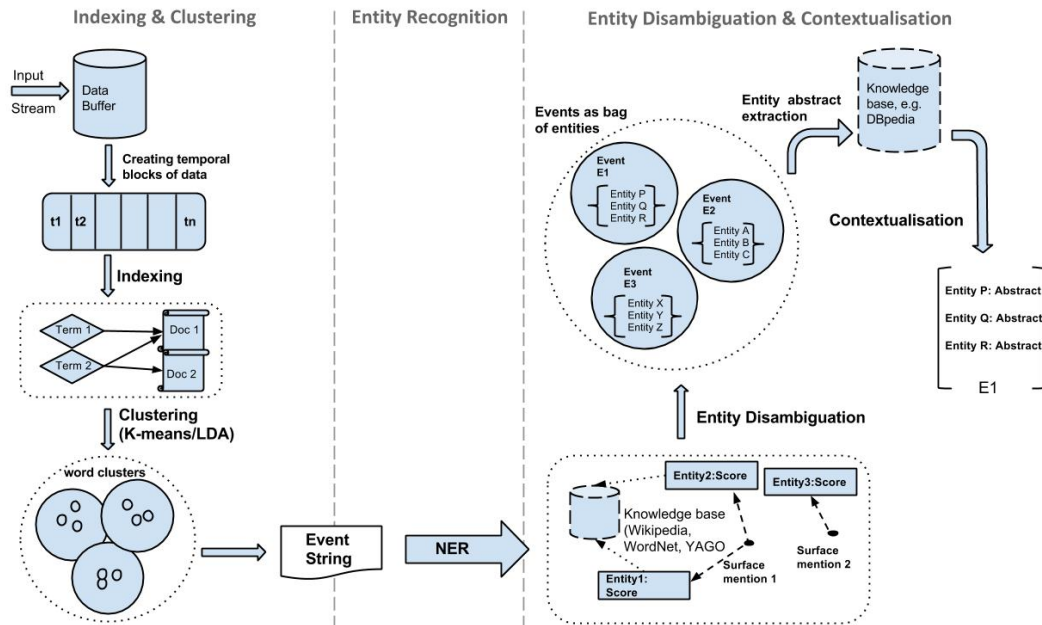 Indexing & Clustering
Entity Recognition
Entity Disambiguation & Contextualisation
Input
Stream
Data
Buffer
Creating temporal
blocks of data
t1 t2 tn
Indexing
Term 1
Term 2
Doc 1
Doc 2
Clustering
(K-means/LDA)
word clusters
Event
String
NER
Events as bag
of entities
Event
E1
Entity P
Entity Q
Entity R
Event
E2
Entity A
Entity B
Entity C
Event
E3
Entity X
Entity Y
Entity Z
Entity abstract
extraction
Knowledge
base, e.g.
DBpedia
Contextualisation
Entity P: Abstract
Entity Q: Abstract
Entity R: Abstract
E1
Entity Disambiguation
Entity2:Score
Entity3:Score
Knowledge base
(Wikipedia,
WordNet, YAGO
Surface
mention 1
Surface
mention 2
Entity1:
Score